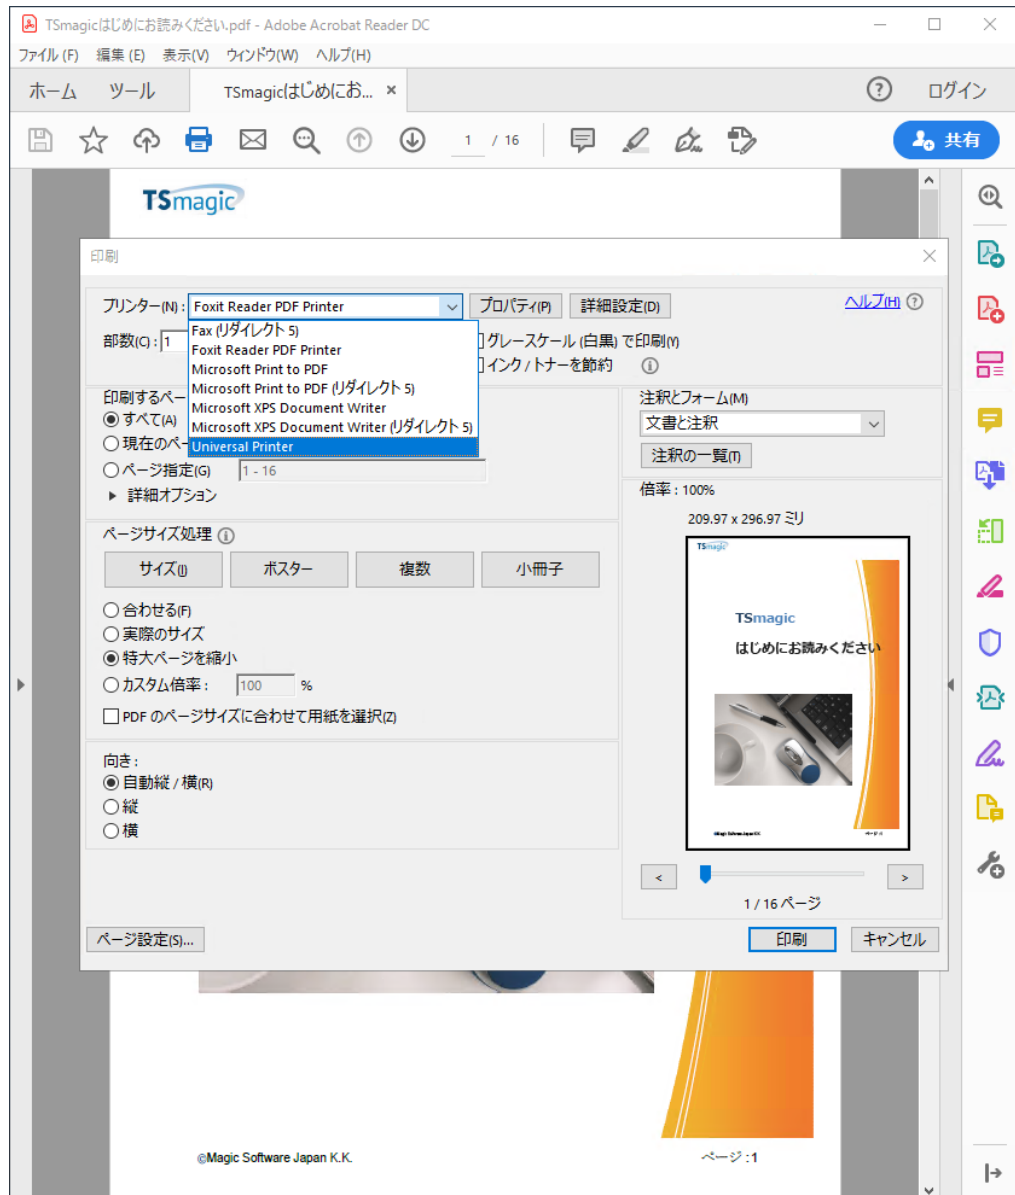 TSmagicはじめにお読みください.pdf - Adobe Acrobat Reader DC
ファイル(F) 編集(E) 表示(V) ウィンドウ(W) ヘルプ(H)
ホーム ツール TSmagicはじめにお... × ? ログイン
1 / 16 共有
TSmagic
印刷
プリンター(N) : Foxit Reader PDF Printer プロパティ(P) 詳細設定(D) ヘルプ(H) ?
Fax (リダイレクト 5)
部数(C) : 1 グレースケール (白黒) で印刷(Y)
Foxit Reader PDF Printer
Microsoft Print to PDF インク / トナーを節約
Microsoft Print to PDF (リダイレクト 5)
Microsoft XPS Document Writer
Microsoft XPS Document Writer (リダイレクト 5)
Universal Printer
印刷するペー 注釈とフォーム(M)
すべて(A) 文書と注釈
現在のペー
注釈の一覧(T)
ページ指定(G) 1 - 16
詳細オプション
倍率 : 100%
209.97 x 296.97 ミリ
ページサイズ処理
サイズ(I) ポスター 複数 小冊子
合わせる(F)
実際のサイズ
特大ページを縮小
カスタム倍率 : 100 %
PDF のページサイズに合わせて用紙を選択(Z)
向き :
自動縦 / 横(R)
縦
横
TSmagic
TSmagic
はじめにお読みください
©Magic Software Japan K.K.
< >
1 / 16 ページ
ページ設定(S)... 印刷 キャンセル
©Magic Software Japan K.K. ページ :1